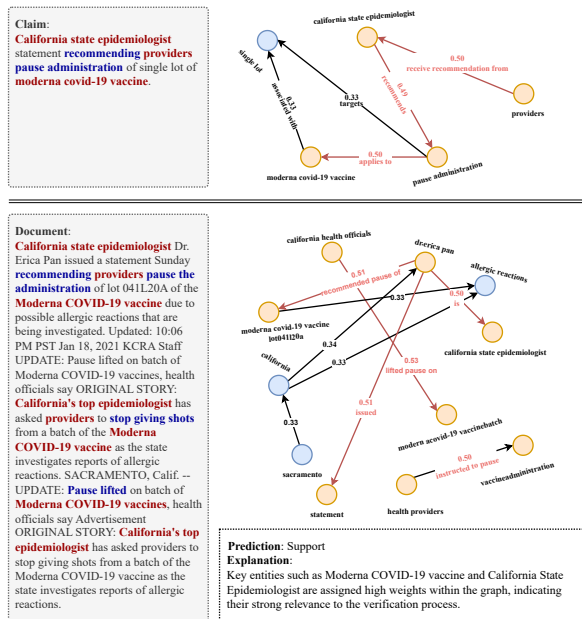 Claim:
California state epidemiologist
statement recommending providers
pause administration of single lot of
moderna covid-19 vaccine.
california state epidemiologist
single lot
0.50
receive recommendation from
0.49
recommends
0.33
targets
0.33
associated with
providers
0.50
applies to
moderna covid-19 vaccine
pause administration
Document:
California state epidemiologist Dr.
Erica Pan issued a statement Sunday
recommending providers pause the
administration of lot 041L20A of the
Moderna COVID-19 vaccine due to
possible allergic reactions that are
being investigated. Updated: 10:06
PM PST Jan 18, 2021 KCRA Staff
UPDATE: Pause lifted on batch of
Moderna COVID-19 vaccines, health
officials say ORIGINAL STORY:
California's top epidemiologist has
asked providers to stop giving shots
from a batch of the Moderna
COVID-19 vaccine as the state
investigates reports of allergic
reactions. SACRAMENTO, Calif. --
UPDATE: Pause lifted on batch of
Moderna COVID-19 vaccines, health
officials say Advertisement
ORIGINAL STORY: California's top
epidemiologist has asked providers to
stop giving shots from a batch of the
Moderna COVID-19 vaccine as the
state investigates reports of allergic
reactions.
california health officials
dr.erica pan
allergic reactions
0.51
recommended pause of
0.33
0.50
is
moderna covid-19 vaccine
lot041l20a
california state epidemiologist
0.34
california
0.33
0.53
lifted pause on
0.51
issued
0.33
modern acovid-19 vaccinebatch
0.50
instructed to pause
vaccineadministration
sacramento
statement
health providers
Prediction: Support
Explanation:
Key entities such as Moderna COVID-19 vaccine and California State
Epidemiologist are assigned high weights within the graph, indicating
their strong relevance to the verification process.